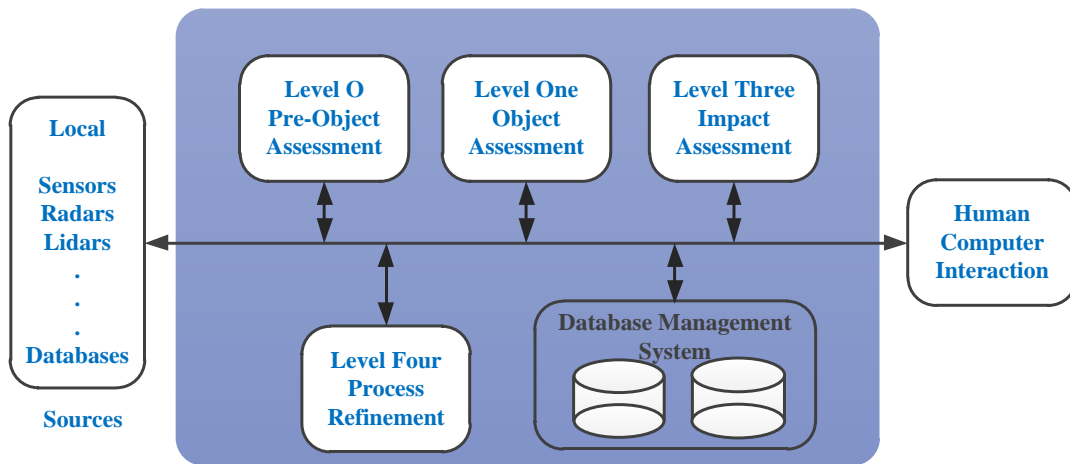 Local
Sensors
Radars
Lidars
.
.
.
Databases
Sources
Level O
Pre-Object
Assessment
Level One
Object
Assessment
Level Three
Impact
Assessment
Level Four
Process
Refinement
Database Management
System
Human
Computer
Interaction